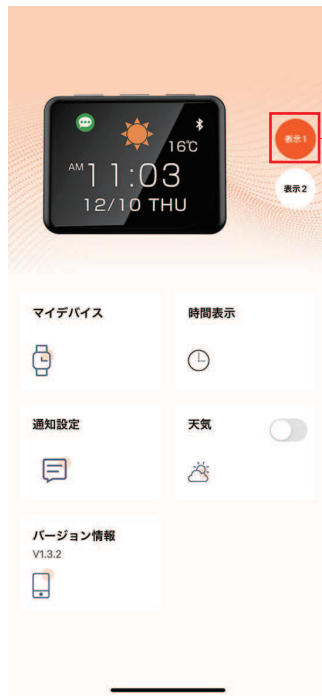 16℃
AM 11:03
12/10 THU
表示1
表示2
マイデバイス
時間表示
通知設定
天気
バージョン情報
V1.3.2